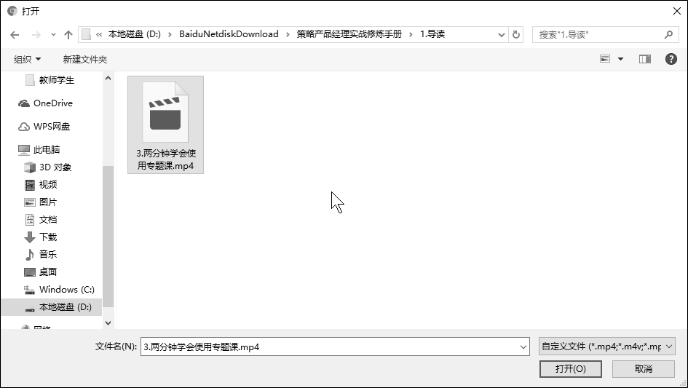 打开
« 本地磁盘 (D:) › BaiduNetdiskDownload › 策略产品经理实战修炼手册 › 1.导读
搜索"1.导读"
组织
新建文件夹
教师学生
OneDrive
WPS网盘
此电脑
3D 对象
视频
图片
文档
下载
音乐
桌面
Windows (C:)
本地磁盘 (D:)
3.两分钟学会使
用专题课.mp4
文件名(N):
3.两分钟学会使用专题课.mp4
自定义文件 (*.mp4;*.m4v;*.mp
打开(O)
取消